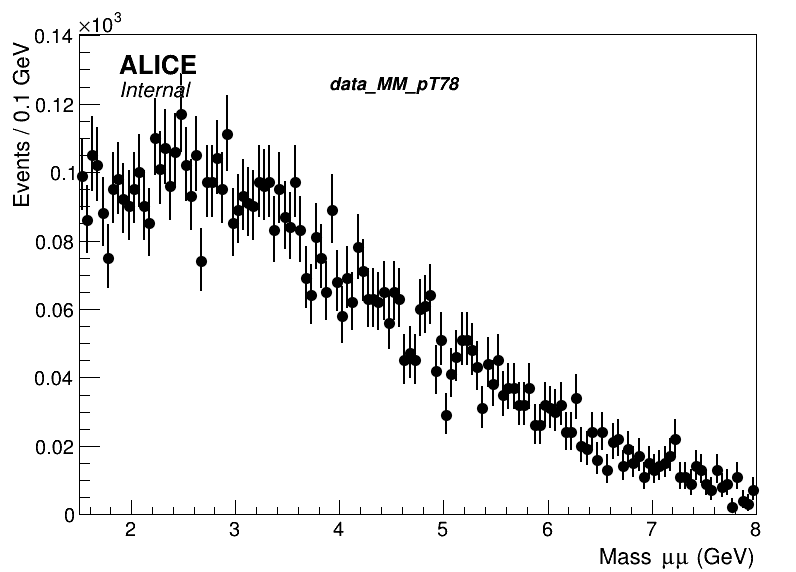 ×10³
0.14
0.12
0.1
0.08
0.06
0.04
0.02
0
Events / 0.1 GeV
ALICE
Internal
data_MM_pT78
2 3 4 5 6 7 8
Mass μμ (GeV)